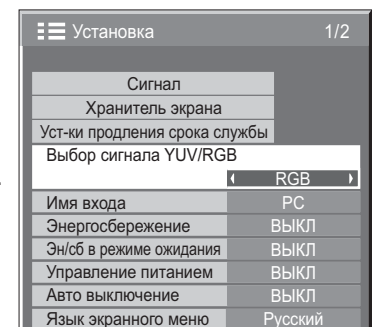 Установка 1/2
Сигнал
Хранитель экрана
Уст-ки продления срока службы
Выбор сигнала YUV/RGB
RGB
Имя входа PC
Энергосбережение ВЫКЛ
Эн/сб в режиме ожидания ВЫКЛ
Управление питанием ВЫКЛ
Авто выключение ВЫКЛ
Язык экранного меню Русский